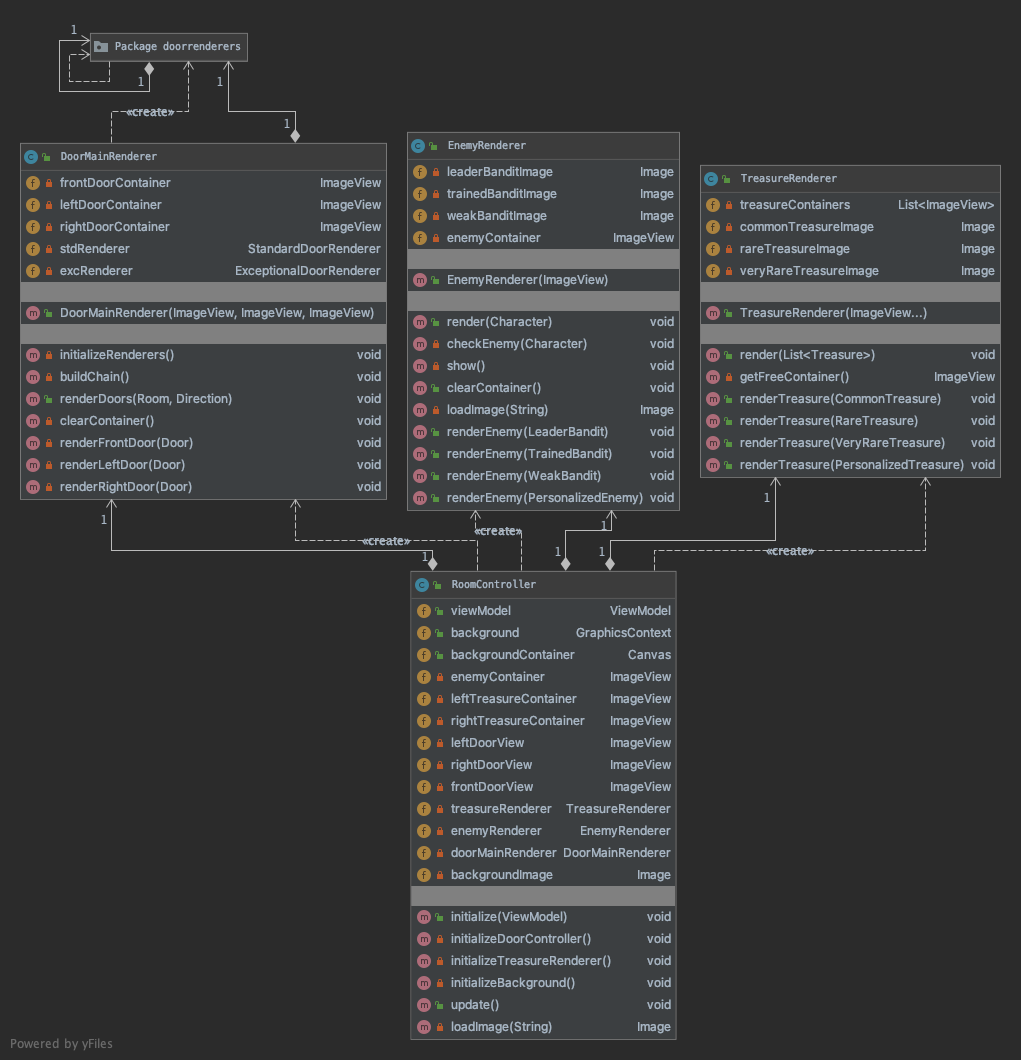 1
Package doorrenderers
1
1
«create»
1
DoorMainRenderer
frontDoorContainer ImageView
leftDoorContainer ImageView
rightDoorContainer ImageView
stdRenderer StandardDoorRenderer
excRenderer ExceptionalDoorRenderer
DoorMainRenderer(ImageView, ImageView, ImageView)
initializeRenderers() void
buildChain() void
renderDoors(Room, Direction) void
clearContainer() void
renderFrontDoor(Door) void
renderLeftDoor(Door) void
renderRightDoor(Door) void
EnemyRenderer
leaderBanditImage Image
trainedBanditImage Image
weakBanditImage Image
enemyContainer ImageView
EnemyRenderer(ImageView)
render(Character) void
checkEnemy(Character) void
show() void
clearContainer() void
loadImage(String) Image
renderEnemy(LeaderBandit) void
renderEnemy(TrainedBandit) void
renderEnemy(WeakBandit) void
renderEnemy(PersonalizedEnemy) void
TreasureRenderer
treasureContainers List<ImageView>
commonTreasureImage Image
rareTreasureImage Image
veryRareTreasureImage Image
TreasureRenderer(ImageView...)
render(List<Treasure>) void
getFreeContainer() ImageView
renderTreasure(CommonTreasure) void
renderTreasure(RareTreasure) void
renderTreasure(VeryRareTreasure) void
renderTreasure(PersonalizedTreasure) void
1
1
1
«create»
«create»
«create»
1
1
1
RoomController
viewModel ViewModel
background GraphicsContext
backgroundContainer Canvas
enemyContainer ImageView
leftTreasureContainer ImageView
rightTreasureContainer ImageView
leftDoorView ImageView
rightDoorView ImageView
frontDoorView ImageView
treasureRenderer TreasureRenderer
enemyRenderer EnemyRenderer
doorMainRenderer DoorMainRenderer
backgroundImage Image
initialize(ViewModel) void
initializeDoorController() void
initializeTreasureRenderer() void
initializeBackground() void
update() void
loadImage(String) Image
Powered by yFiles